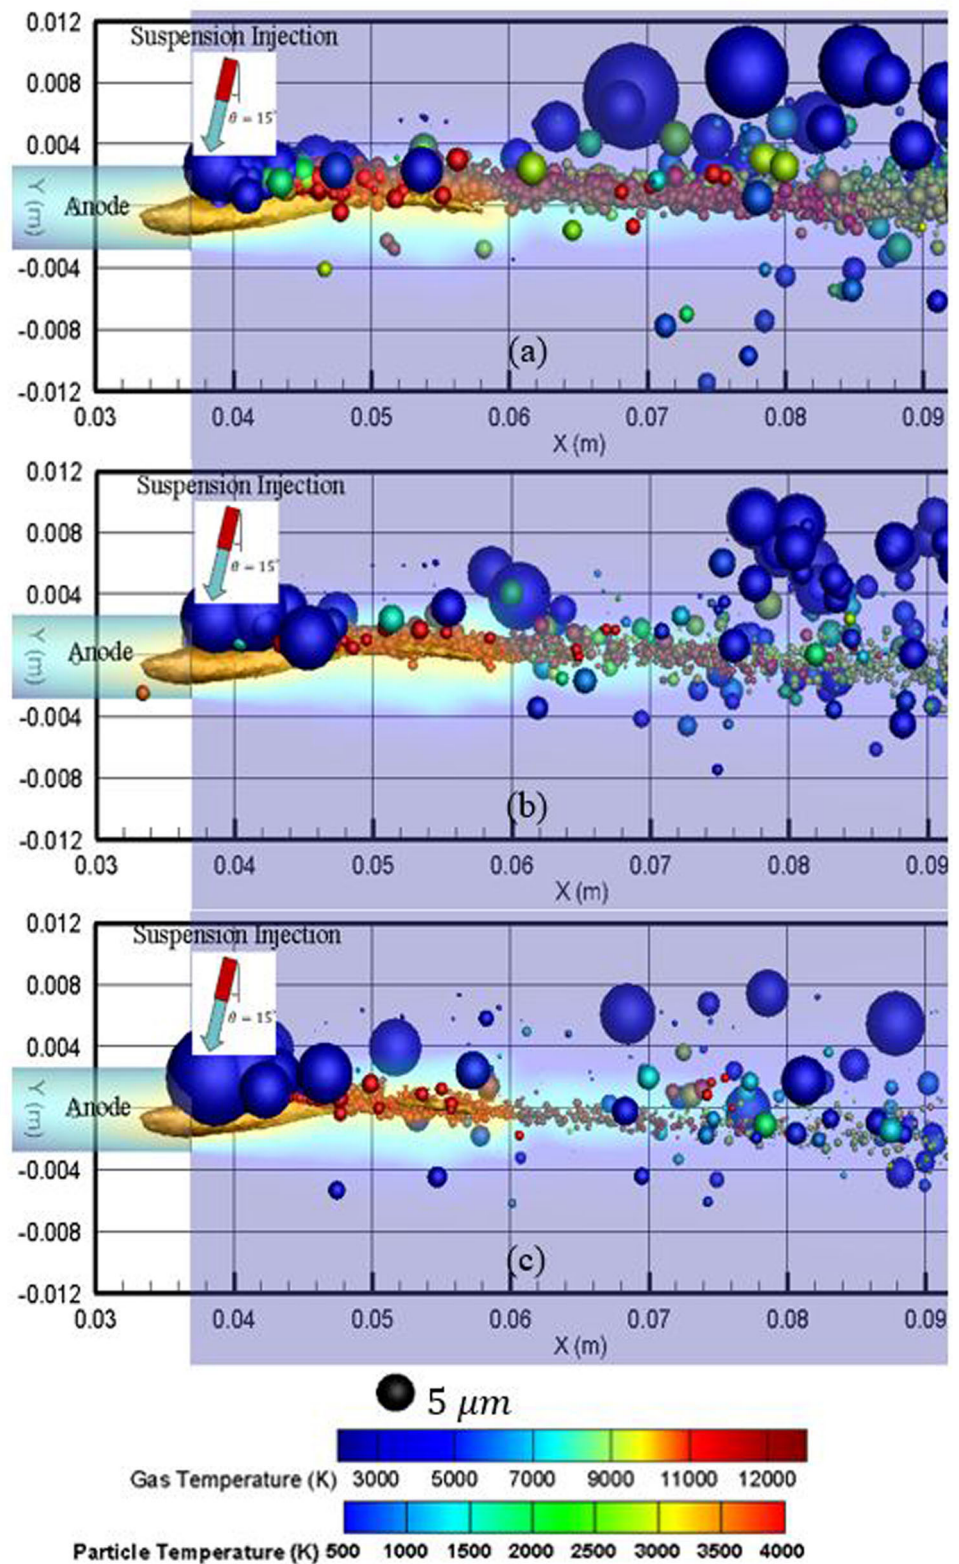 0.012
Suspension Injection
0.008
θ = 15°
0.004
Y (m)
Anode
-0.004
-0.008
(a)
-0.012
0.03 0.04 0.05 0.06 0.07 0.08 0.09
X (m)
0.012
Suspension Injection
0.008
θ = 15°
0.004
Y (m)
Anode
-0.004
-0.008
(b)
-0.012
0.03 0.04 0.05 0.06 0.07 0.08 0.09
X (m)
0.012
Suspension Injection
0.008
θ = 15°
0.004
Y (m)
Anode
-0.004
-0.008
(c)
-0.012
0.03 0.04 0.05 0.06 0.07 0.08 0.09
X (m)
5 μm
Gas Temperature (K) 3000 5000 7000 9000 11000 12000
Particle Temperature (K) 500 1000 1500 2000 2500 3000 3500 4000